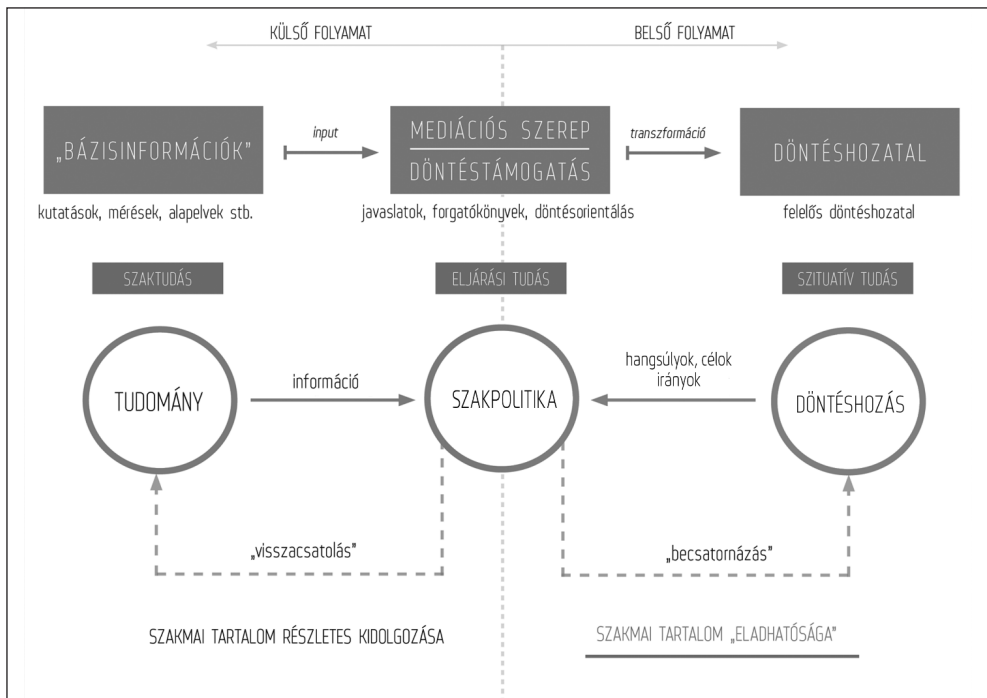 KÜLSŐ FOLYAMAT
BELSŐ FOLYAMAT
„BÁZISINFORMÁCIÓK”
input
MEDIÁCIÓS SZEREP
DÖNTÉSTÁMOGATÁS
transzformáció
DÖNTÉSHOZATAL
kutatások, mérések, alapelvek stb.
javaslatok, forgatókönyvek, döntésorientálás
felelős döntéshozatal
SZAKTUDÁS
ELJÁRÁSI TUDÁS
SZITUATÍV TUDÁS
TUDOMÁNY
információ
SZAKPOLITIKA
hangsúlyok, célok
irányok
DÖNTÉSHOZÁS
„visszacsatolás”
„becsatornázás”
SZAKMAI TARTALOM RÉSZLETES KIDOLGOZÁSA
SZAKMAI TARTALOM „ELADHATÓSÁGA”